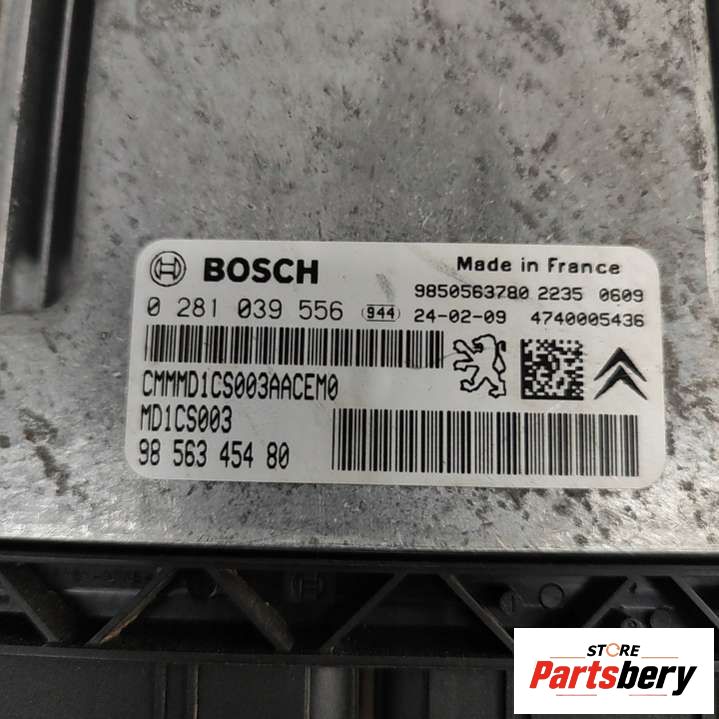 BOSCH
Made in France
9850563780 2235 0609
0 281 039 556 944 24-02-09 4740005436
CMMMD1CS003AACEM0
MD1CS003
98 563 454 80
STORE
Partsbery